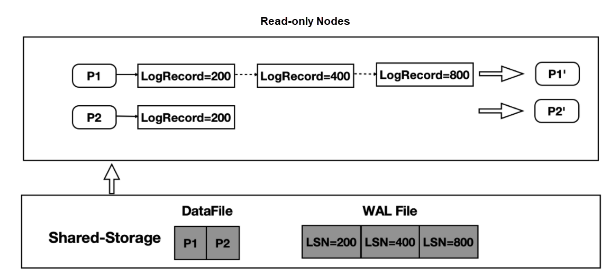 Read-only Nodes
P1 LogRecord=200 LogRecord=400 LogRecord=800 P1'
P2 LogRecord=200 P2'
DataFile WAL File
Shared-Storage P1 P2 LSN=200 LSN=400 LSN=800